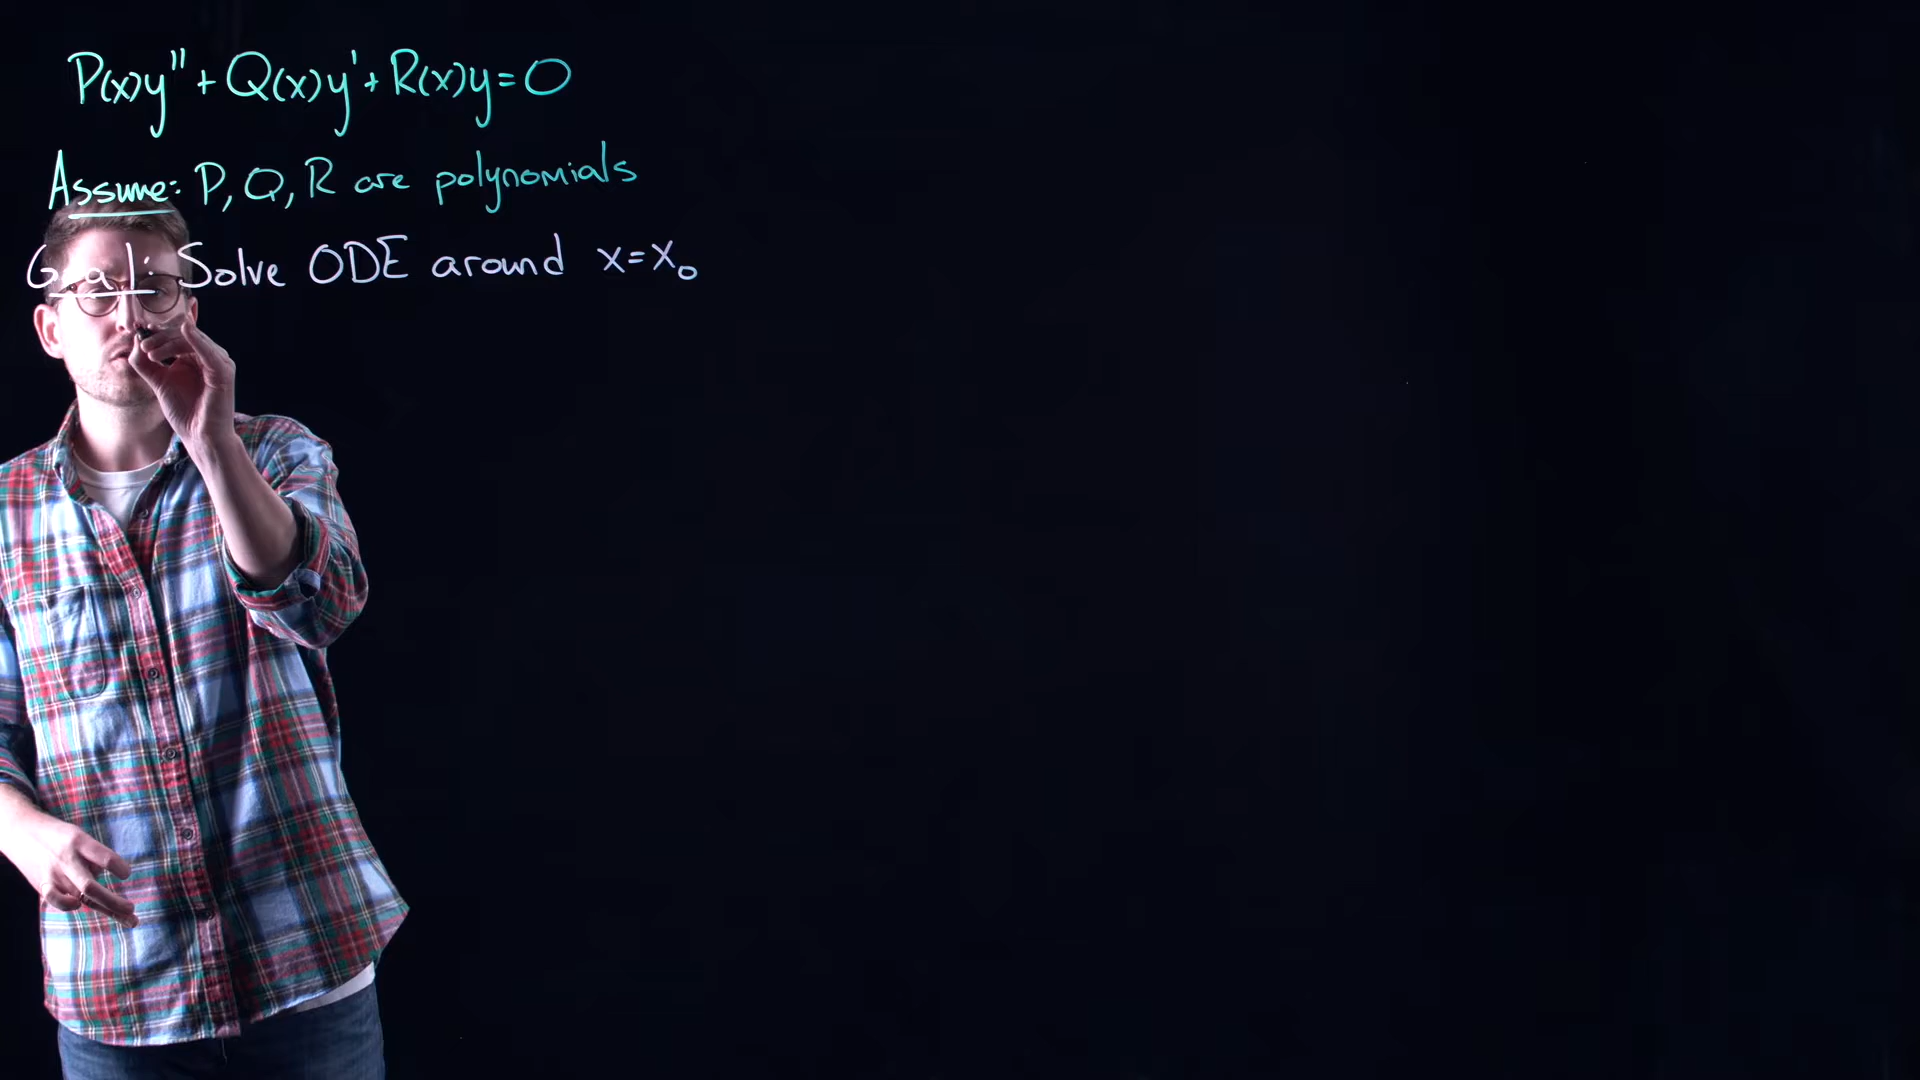 P(x)y'' + Q(x)y' + R(x)y = 0
Assume: P, Q, R are polynomials
Goal: Solve ODE around x = x₀